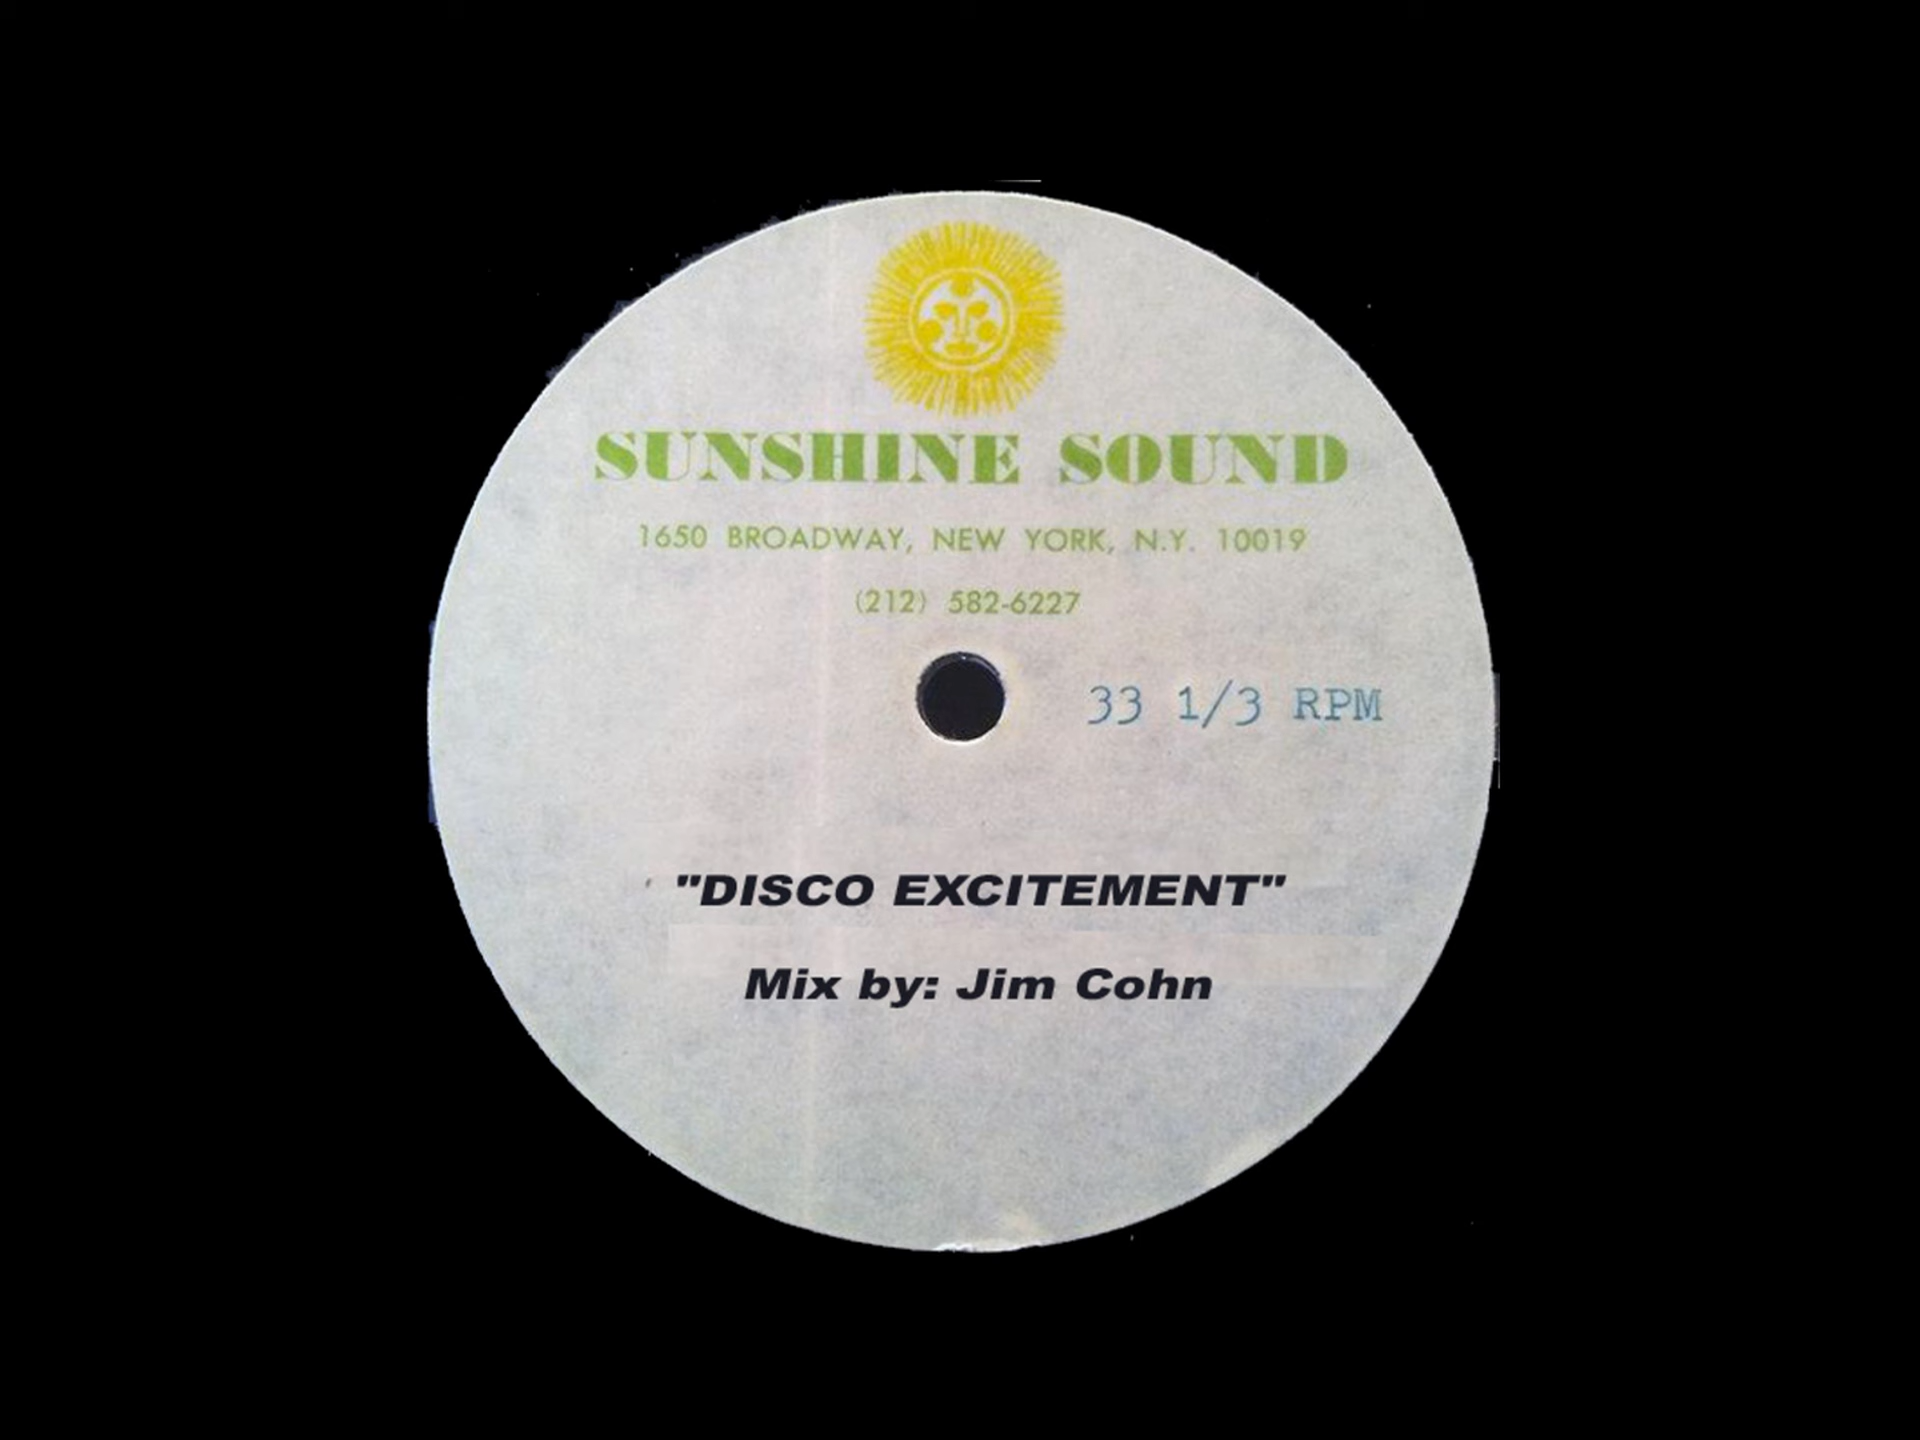 SUNSHINE SOUND
1650 BROADWAY, NEW YORK, N.Y. 10019
(212) 582-6227
33 1/3 RPM
"DISCO EXCITEMENT"
Mix by: Jim Cohn